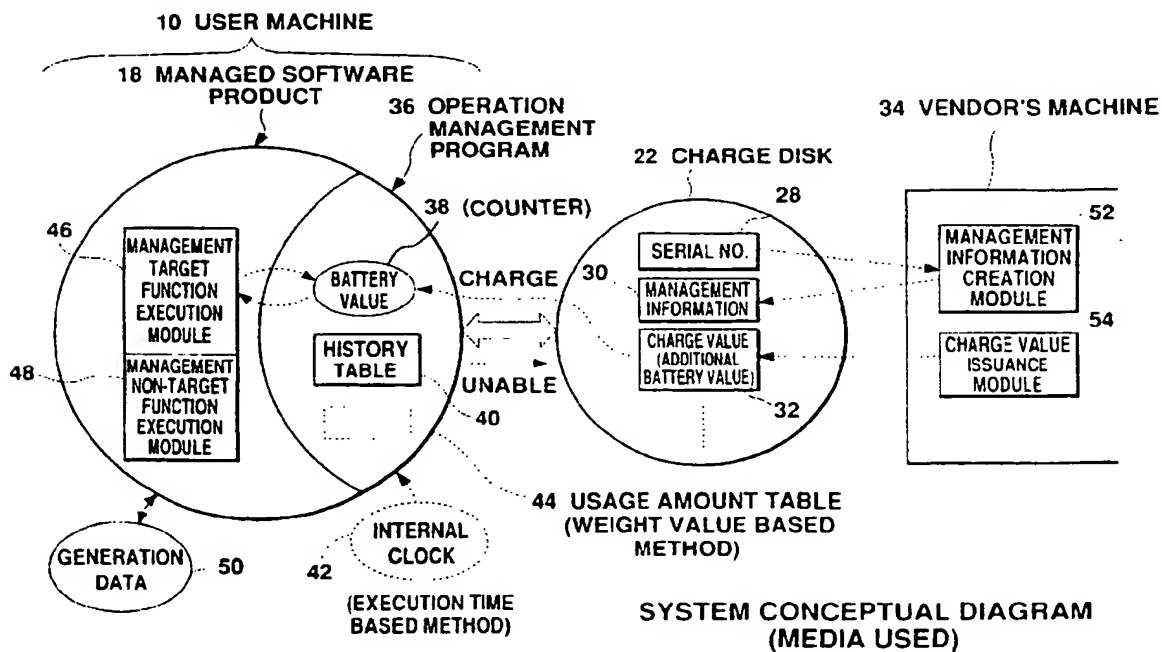 10 USER MACHINE
18 MANAGED SOFTWARE
PRODUCT
36 OPERATION
MANAGEMENT
PROGRAM
34 VENDOR'S MACHINE
22 CHARGE DISK
38 (COUNTER)
28
52
46
MANAGEMENT
TARGET
FUNCTION
EXECUTION
MODULE
BATTERY
VALUE
CHARGE
30
SERIAL NO.
MANAGEMENT
INFORMATION
MANAGEMENT
INFORMATION
CREATION
MODULE
54
48
MANAGEMENT
NON-TARGET
FUNCTION
EXECUTION
MODULE
HISTORY
TABLE
UNABLE
CHARGE VALUE
(ADDITIONAL
BATTERY VALUE)
CHARGE VALUE
ISSUANCE
MODULE
40
32
44 USAGE AMOUNT TABLE
(WEIGHT VALUE BASED
METHOD)
GENERATION
DATA
50
42
INTERNAL
CLOCK
(EXECUTION TIME
BASED METHOD)
SYSTEM CONCEPTUAL DIAGRAM
(MEDIA USED)